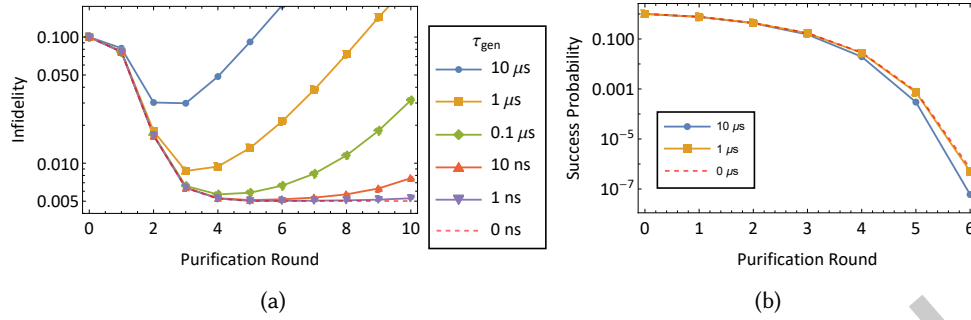 Infidelity
0.100
0.050
0.010
0.005
0 2 4 6 8 10
Purification Round
(a)
τgen
10 μs
1 μs
0.1 μs
10 ns
1 ns
0 ns
Success Probability
0.100
0.001
10⁻⁵
10⁻⁷
10 μs
1 μs
0 μs
0 1 2 3 4 5 6
Purification Round
(b)